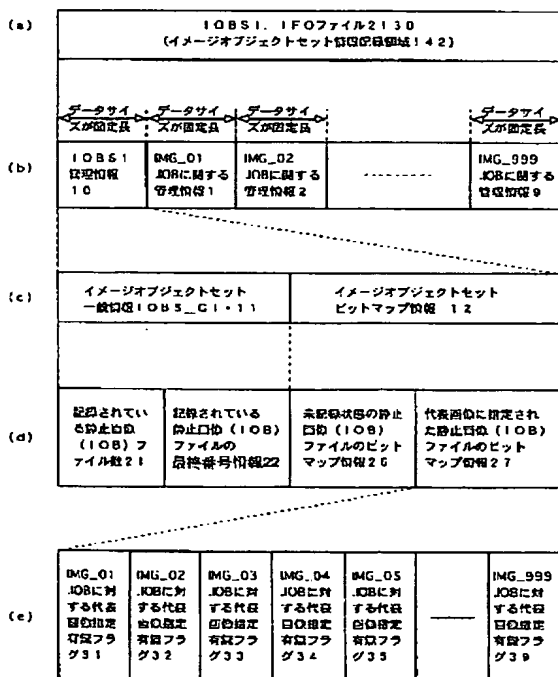 (a)
IOBS1. IFOファイル2130
(イメージオブジェクトセット管理記録領域142)
データサイ
ズが固定長
データサイ
ズが固定長
データサイ
ズが固定長
データサイ
ズが固定長
(b)
IOBS1
管理情報
10
IMG_01
.IOBに関する
管理情報1
IMG_02
.IOBに関する
管理情報2
IMG_999
.IOBに関する
管理情報9
(c)
イメージオブジェクトセット
一般情報IOBS_GI・11
イメージオブジェクトセット
ビットマップ情報 12
(d)
記録されてい
る静止画像
(IOB)フ
ァイル数21
記録されている
静止画像(IOB)
ファイルの
最終番号情報22
未記録状態の静止
画像(IOB)
ファイルのビット
マップ情報26
代表画像に指定され
た静止画像(IOB)
ファイルのビット
マップ情報27
(e)
IMG_01
.IOBに対
する代表
画像指定
有無フラ
グ31
IMG_02
.IOBに対
する代表
画像指定
有無フラ
グ32
IMG_03
.IOBに対
する代表
画像指定
有無フラ
グ33
IMG_04
.IOBに対
する代表
画像指定
有無フラ
グ34
IMG_05
.IOBに対
する代表
画像指定
有無フラ
グ35
IMG_999
.IOBに対
する代表
画像指定
有無フラ
グ39